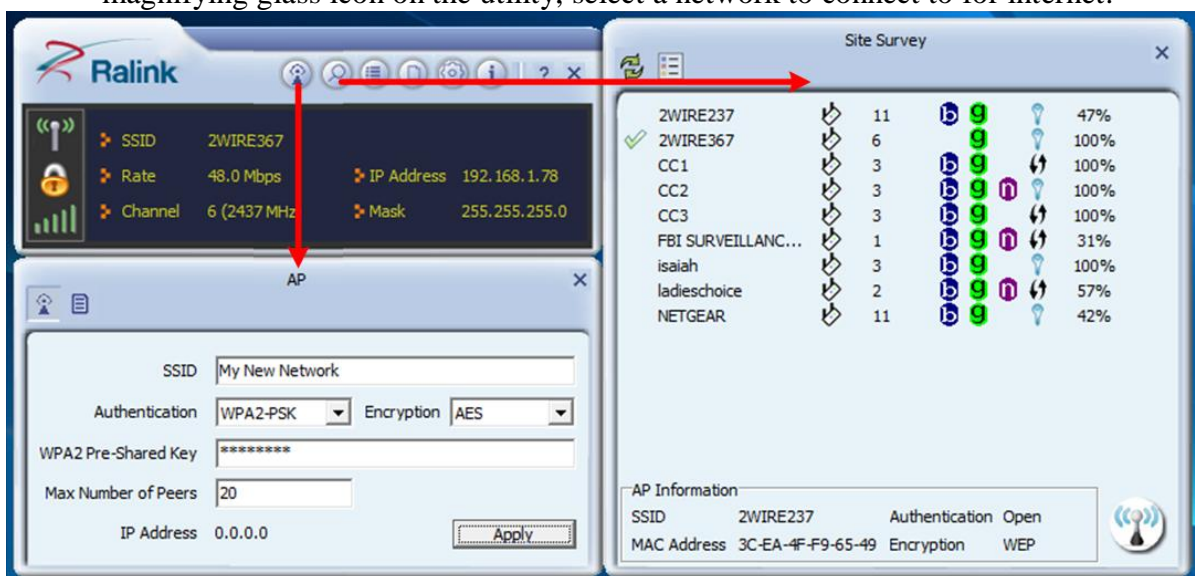 magnifying glass icon on the utility, select a network to connect to for internet.
Ralink
? ×
SSID 2WIRE367
Rate 48.0 Mbps IP Address 192.168.1.78
Channel 6 (2437 MHz Mask 255.255.255.0
AP ×
SSID My New Network
Authentication WPA2-PSK Encryption AES
WPA2 Pre-Shared Key ********
Max Number of Peers 20
IP Address 0.0.0.0 Apply
Site Survey ×
2WIRE237 11 b g 47%
2WIRE367 6 g 100%
CC1 3 b g 100%
CC2 3 b g n 100%
CC3 3 b g 100%
FBI SURVEILLANC... 1 b g n 31%
isaiah 3 b g 100%
ladieschoice 2 b g n 57%
NETGEAR 11 b g 42%
AP Information
SSID 2WIRE237 Authentication Open
MAC Address 3C-EA-4F-F9-65-49 Encryption WEP